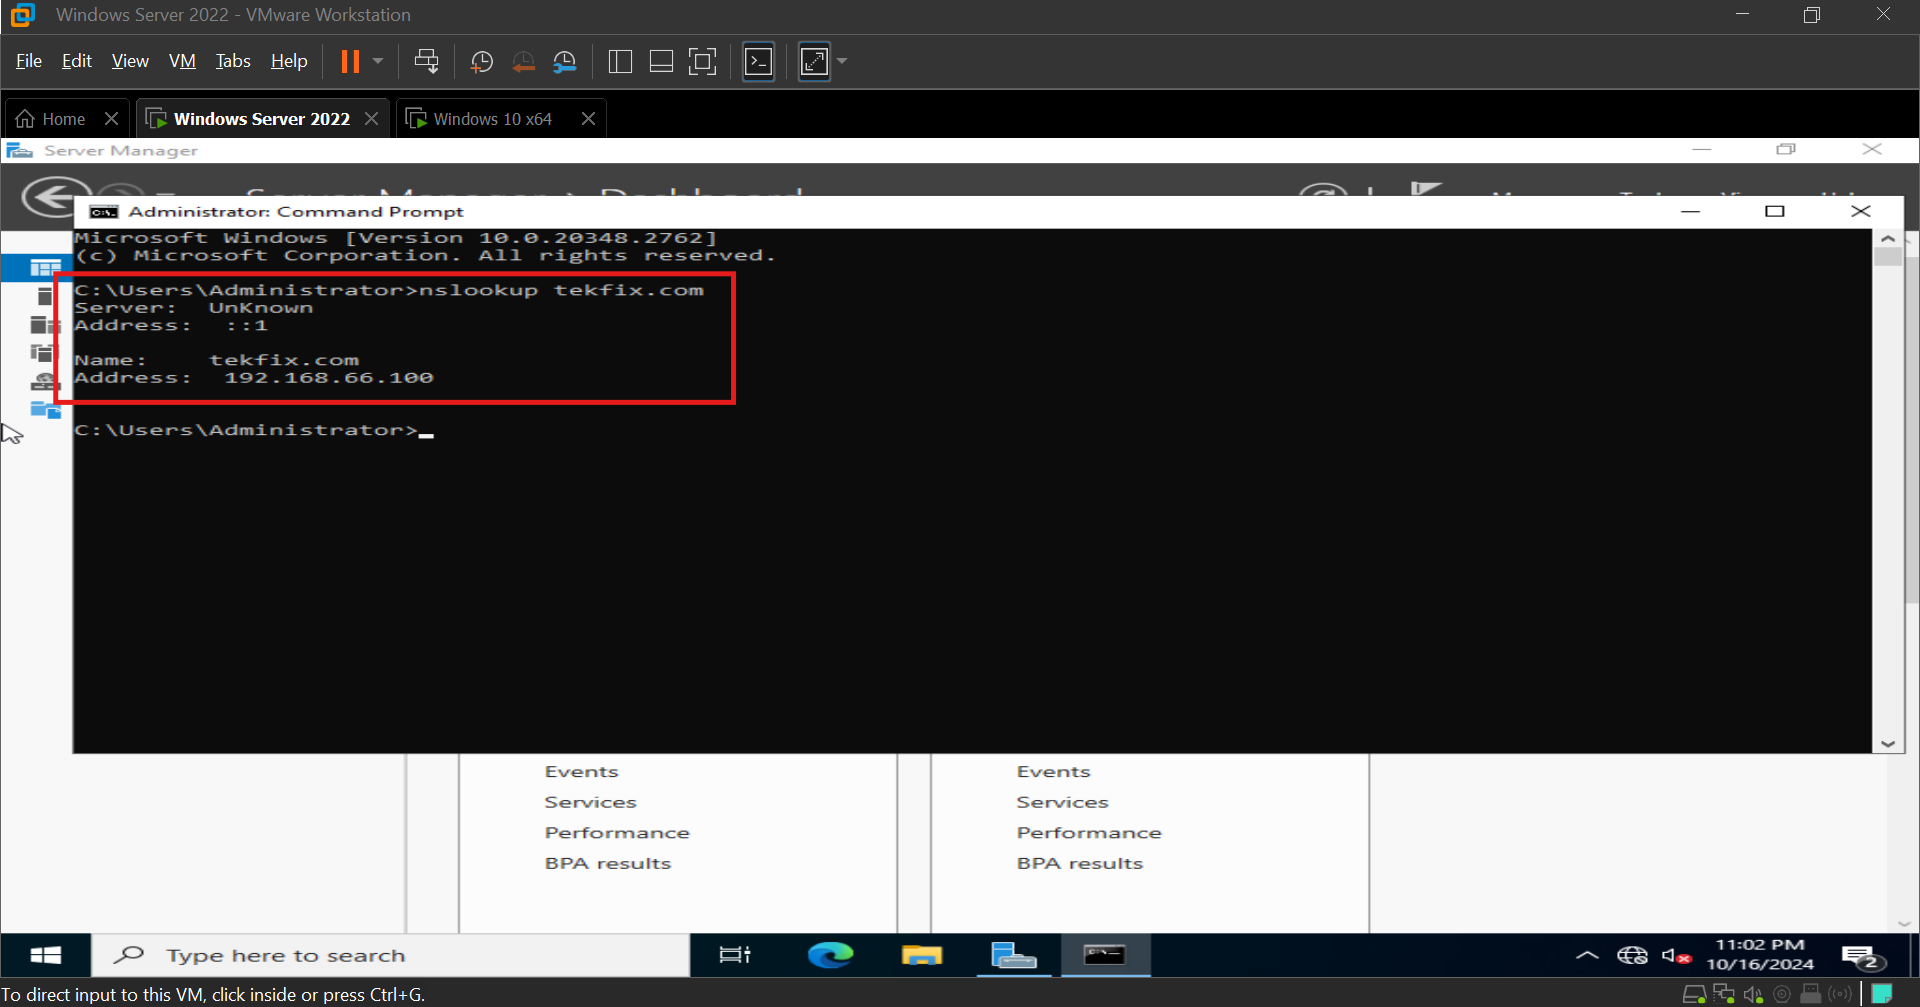 Windows Server 2022 - VMware Workstation
File Edit View VM Tabs Help
Home
Windows Server 2022
Windows 10 x64
Server Manager
Administrator: Command Prompt
Microsoft Windows [Version 10.0.20348.2762]
(c) Microsoft Corporation. All rights reserved.
C:\Users\Administrator>nslookup tekfix.com
Server:  UnKnown
Address:  ::1
Name:    tekfix.com
Address:  192.168.66.100
C:\Users\Administrator>
Events Events
Services Services
Performance Performance
BPA results BPA results
Type here to search
11:02 PM
10/16/2024
2
To direct input to this VM, click inside or press Ctrl+G.